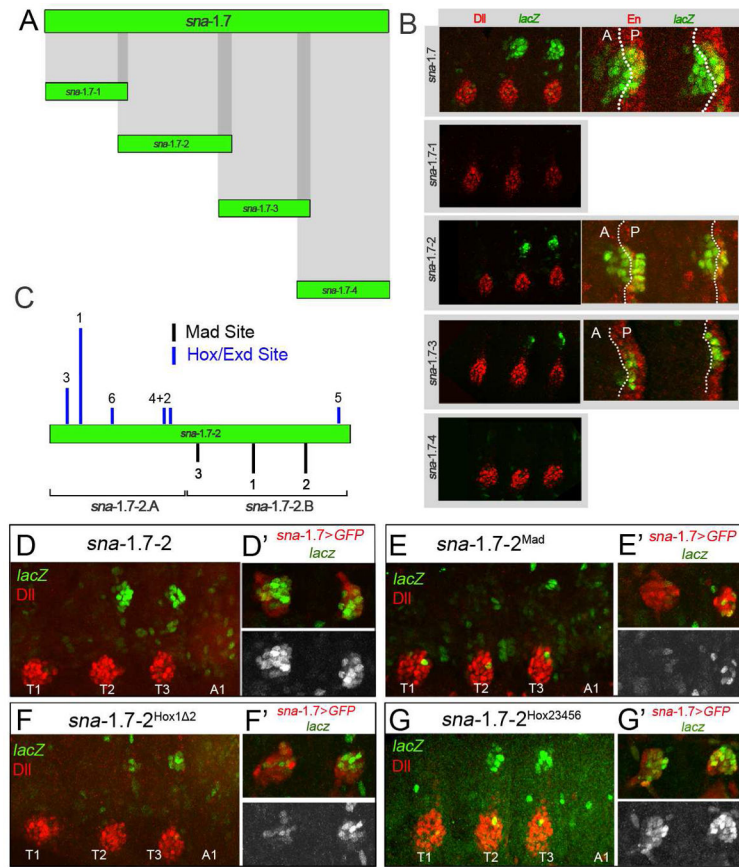 A
sna-1.7
sna-1.7-1
sna-1.7-2
sna-1.7-3
sna-1.7-4
B
Dll lacZ En lacZ
sna-1.7
A P
sna-1.7-1
sna-1.7-2
A P
sna-1.7-3
A P
sna-1.7-4
C
Mad Site
Hox/Exd Site
3 1 6 4+2 5
sna-1.7-2
3 1 2
sna-1.7-2.A sna-1.7-2.B
D sna-1.7-2
lacZ
Dll
T1 T2 T3 A1
D' sna-1.7>GFP
lacz
E sna-1.7-2Mad
lacZ
Dll
T1 T2 T3 A1
E' sna-1.7>GFP
lacz
F sna-1.7-2Hox1Δ2
lacZ
Dll
T1 T2 T3 A1
F' sna-1.7>GFP
lacz
G sna-1.7-2Hox23456
lacZ
Dll
T1 T2 T3 A1
G' sna-1.7>GFP
lacz